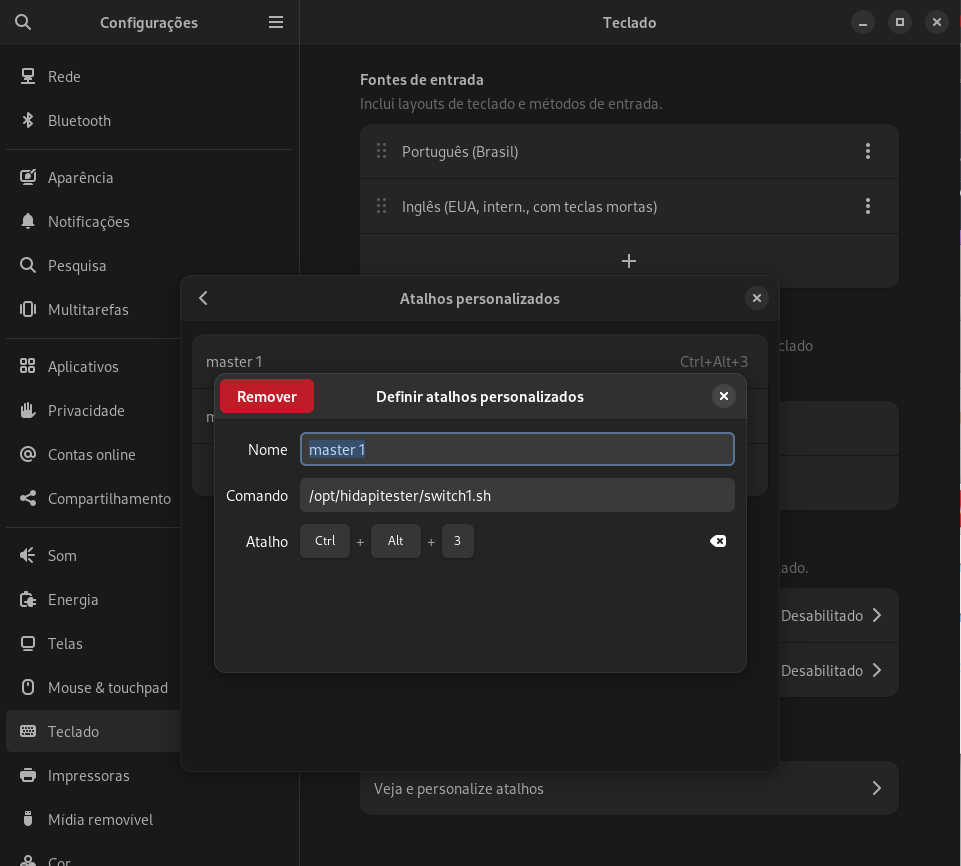 Configurações
Teclado
Rede
Bluetooth
Aparência
Notificações
Pesquisa
Multitarefas
Aplicativos
Privacidade
Contas online
Compartilhamento
Som
Energia
Telas
Mouse & touchpad
Teclado
Impressoras
Mídia removível
Cor
Fontes de entrada
Inclui layouts de teclado e métodos de entrada.
Português (Brasil)
Inglês (EUA, intern., com teclas mortas)
Atalhos personalizados
master 1 Ctrl+Alt+3
Remover Definir atalhos personalizados
Nome master 1
Comando /opt/hidapitester/switch1.sh
Atalho Ctrl + Alt + 3
Desabilitado
Desabilitado
Veja e personalize atalhos